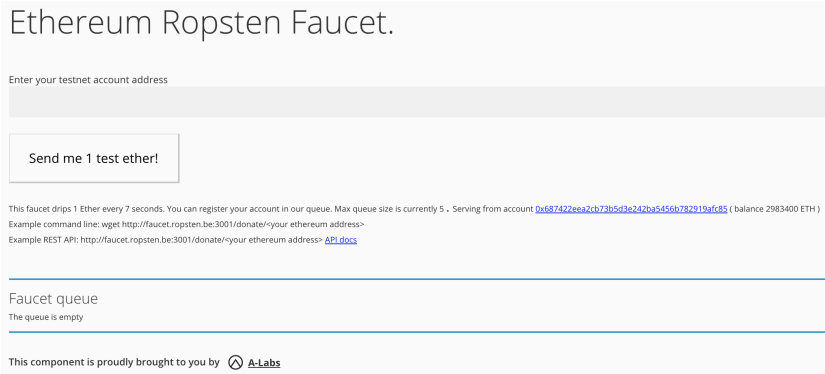 Ethereum Ropsten Faucet.
Enter your testnet account address
Send me 1 test ether!
This faucet drips 1 Ether every 7 seconds. You can register your account in our queue. Max queue size is currently 5 . Serving from account 0x687422eea2cb73b5d3e242ba5456b782919afc85 ( balance 2983400 ETH )
Example command line: wget http://faucet.ropsten.be:3001/donate/<your ethereum address>
Example REST API: http://faucet.ropsten.be:3001/donate/<your ethereum address> API docs
Faucet queue
The queue is empty
This component is proudly brought to you by A-Labs